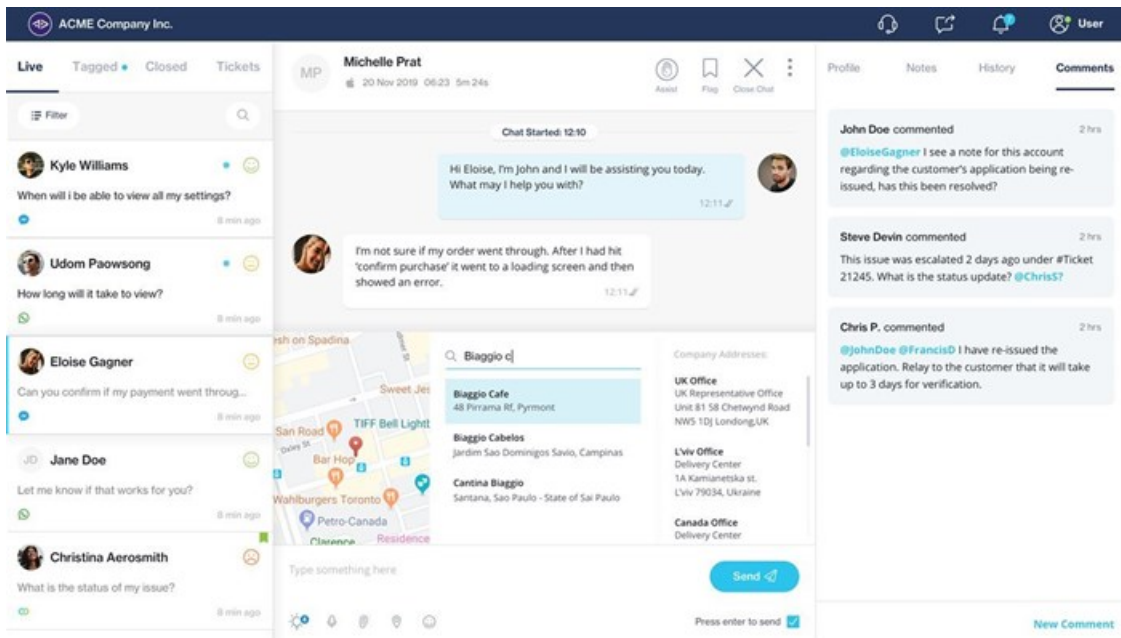 ACME Company Inc.
User
Live Tagged Closed Tickets
Filter
Kyle Williams
When will i be able to view all my settings?
8 min ago
Udom Paowsong
How long will it take to view?
8 min ago
Eloise Gagner
Can you confirm if my payment went throug...
8 min ago
JD Jane Doe
Let me know if that works for you?
8 min ago
Christina Aerosmith
What is the status of my issue?
8 min ago
MP
Michelle Prat
20 Nov 2019 06:23 5m 24s
Assist Flag Close Chat
Chat Started: 12:10
Hi Eloise, I'm John and I will be assisting you today.
What may I help you with?
12:11
I'm not sure if my order went through. After I had hit
'confirm purchase' it went to a loading screen and then
showed an error.
12:11
esh on Spadina
Sweet Jes
San Road
TIFF Bell Lightb
Oxley St
Bar Hop
Wahlburgers Toronto
Petro-Canada
Clarence
Residence
Biaggio c
Biaggio Cafe
48 Pirrama Rf, Pyrmont
Biaggio Cabelos
Jardim Sao Dominigos Savio, Campinas
Cantina Biaggio
Santana, Sao Paulo - State of Sai Paulo
Company Addresses:
UK Office
UK Representative Office
Unit 81 58 Chetwynd Road
NW5 1DJ Londong,UK
L'viv Office
Delivery Center
1A Kamianetska st.
L'viv 79034, Ukraine
Canada Office
Delivery Center
Type something here
Send
Press enter to send
Profile Notes History Comments
John Doe commented 2 hrs
@EloiseGagner I see a note for this account
regarding the customer's application being re-
issued, has this been resolved?
Steve Devin commented 2 hrs
This issue was escalated 2 days ago under #Ticket
21245. What is the status update? @ChrisS?
Chris P. commented 2 hrs
@JohnDoe @FrancisD I have re-issued the
application. Relay to the customer that it will take
up to 3 days for verification.
New Comment